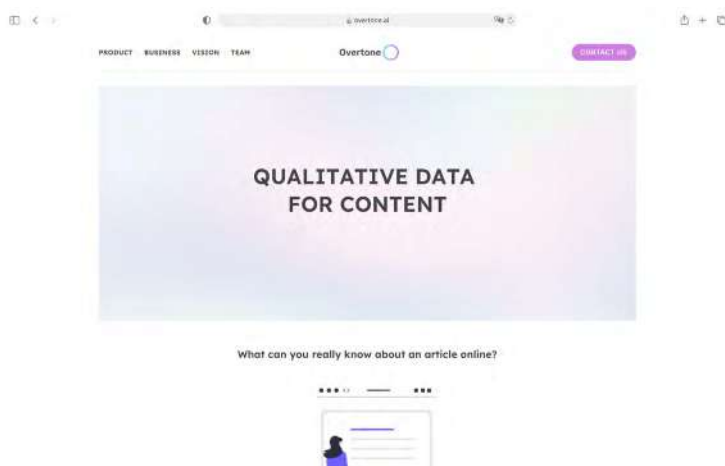 overtone.ai
PRODUCT BUSINESS VISION TEAM
Overtone
CONTACT US
QUALITATIVE DATA
FOR CONTENT
What can you really know about an article online?